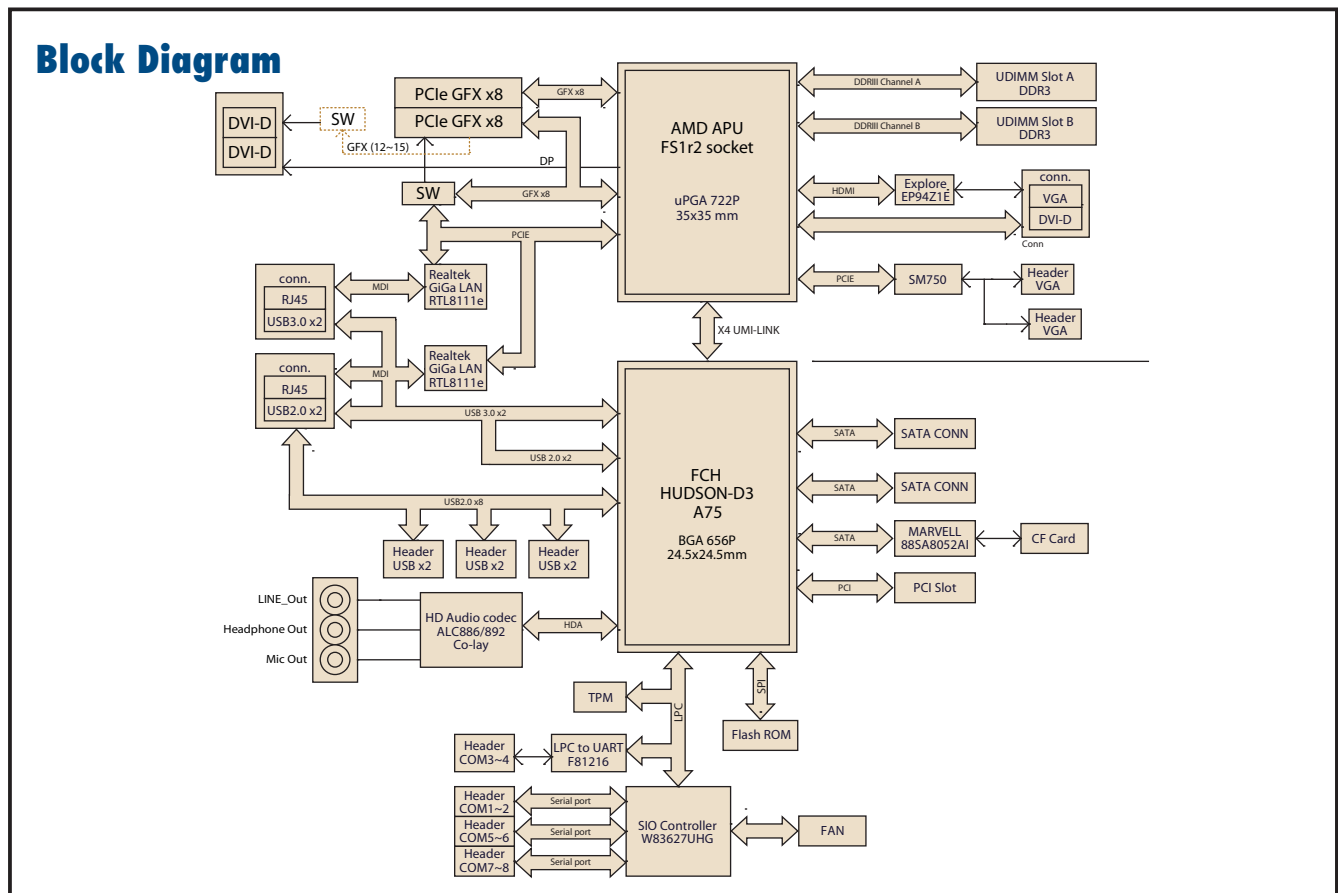 Block Diagram
DVI-D
DVI-D
SW
GFX (12~15)
PCIe GFX x8
PCIe GFX x8
GFX x8
DP
SW
GFX x8
PCIE
AMD APU
FS1r2 socket
uPGA 722P
35x35 mm
DDRIII Channel A
UDIMM Slot A
DDR3
DDRIII Channel B
UDIMM Slot B
DDR3
HDMI
Explore
EP94Z1E
conn.
VGA
DVI-D
Conn
PCIE
SM750
Header
VGA
Header
VGA
conn.
RJ45
USB3.0 x2
MDI
Realtek
GiGa LAN
RTL8111e
X4 UMI-LINK
conn.
RJ45
USB2.0 x2
MDI
Realtek
GiGa LAN
RTL8111e
USB 3.0 x2
USB 2.0 x2
USB2.0 x8
Header
USB x2
Header
USB x2
Header
USB x2
FCH
HUDSON-D3
A75
BGA 656P
24.5x24.5mm
SATA
SATA CONN
SATA
SATA CONN
SATA
MARVELL
88SA8052AI
CF Card
PCI
PCI Slot
LINE_Out
Headphone Out
Mic Out
HD Audio codec
ALC886/892
Co-lay
HDA
TPM
LPC
SPI
Flash ROM
Header
COM3~4
LPC to UART
F81216
Header
COM1~2
Serial port
Header
COM5~6
Serial port
Header
COM7~8
Serial port
SIO Controller
W83627UHG
FAN